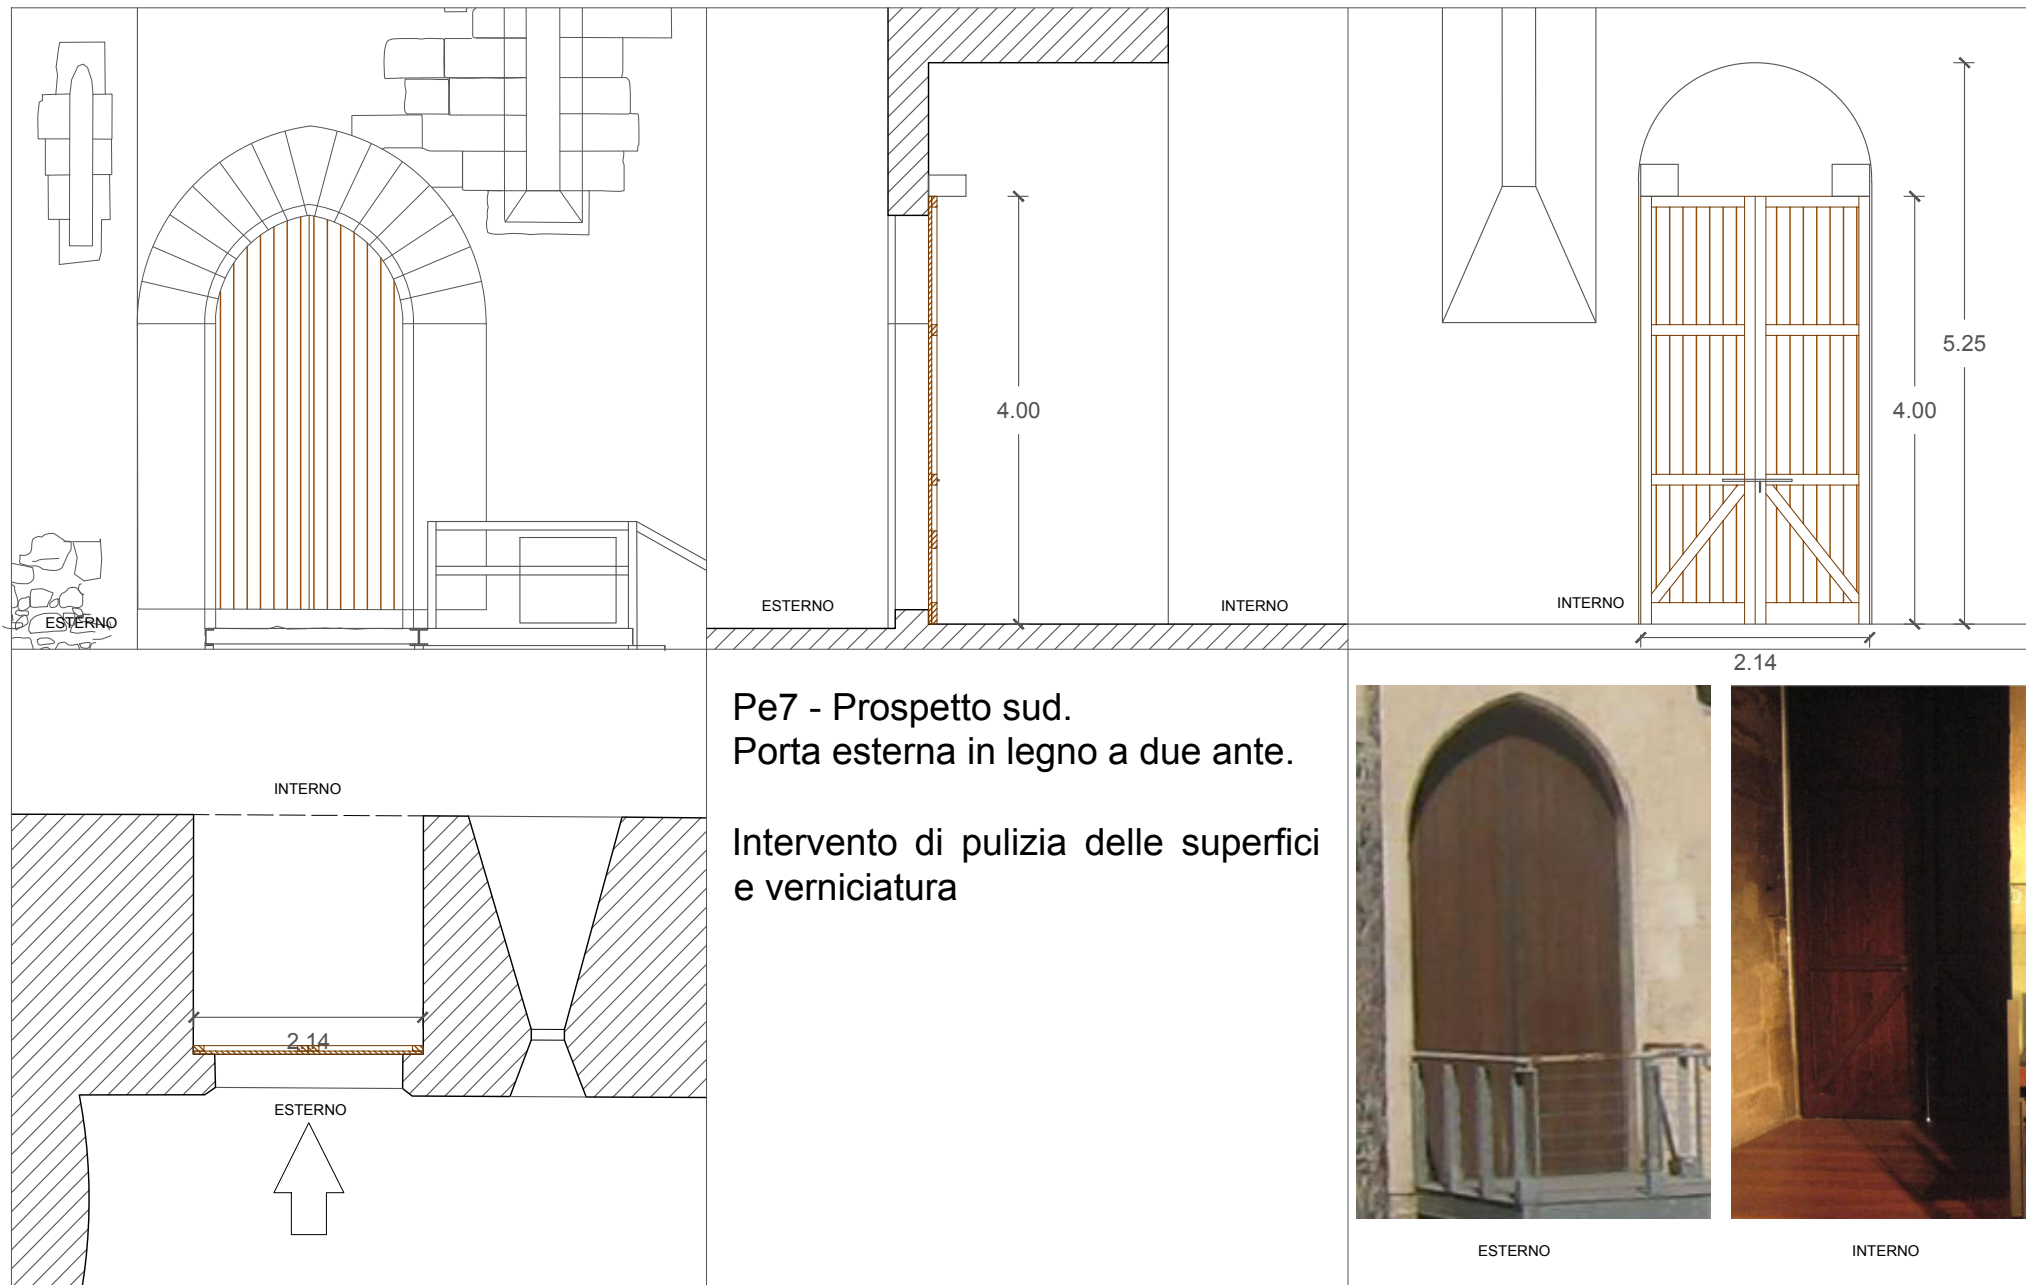 ESTERNO
4.00
ESTERNO
INTERNO
5.25
4.00
INTERNO
2.14
INTERNO
2.14
ESTERNO
Pe7 - Prospetto sud.
Porta esterna in legno a due ante.
Intervento di pulizia delle superfici
e verniciatura
ESTERNO
INTERNO